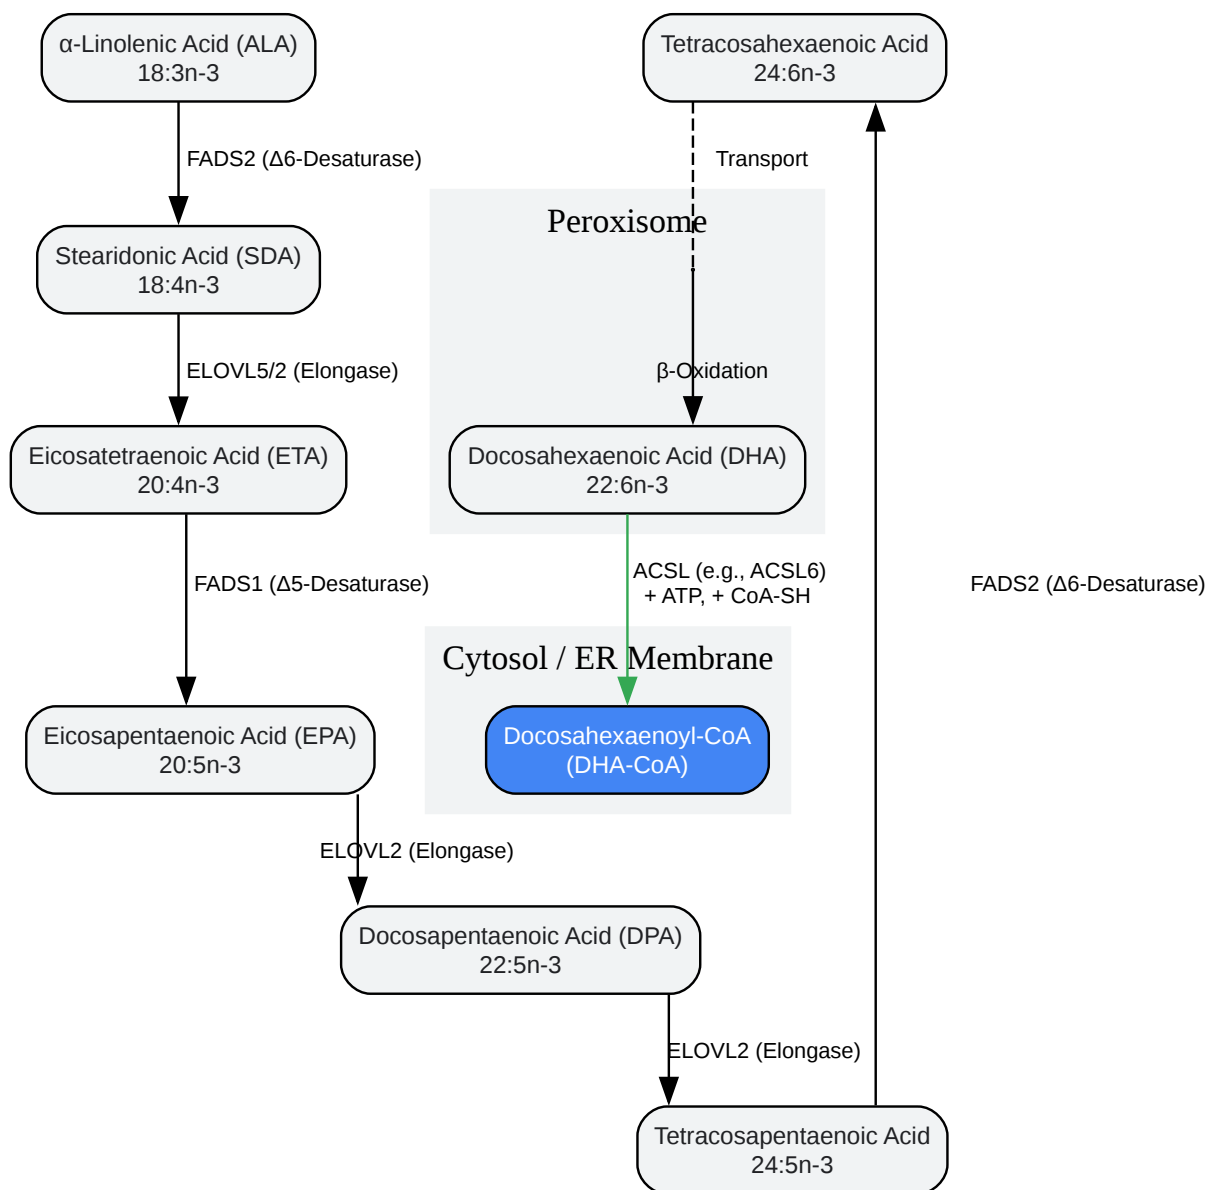 α-Linolenic Acid (ALA)
18:3n-3
FADS2 (Δ6-Desaturase)
Stearidonic Acid (SDA)
18:4n-3
ELOVL5/2 (Elongase)
Eicosatetraenoic Acid (ETA)
20:4n-3
FADS1 (Δ5-Desaturase)
Eicosapentaenoic Acid (EPA)
20:5n-3
ELOVL2 (Elongase)
Docosapentaenoic Acid (DPA)
22:5n-3
ELOVL2 (Elongase)
Tetracosapentaenoic Acid
24:5n-3
FADS2 (Δ6-Desaturase)
Tetracosahexaenoic Acid
24:6n-3
Transport
Peroxisome
β-Oxidation
Docosahexaenoic Acid (DHA)
22:6n-3
ACSL (e.g., ACSL6)
+ ATP, + CoA-SH
Cytosol / ER Membrane
Docosahexaenoyl-CoA
(DHA-CoA)